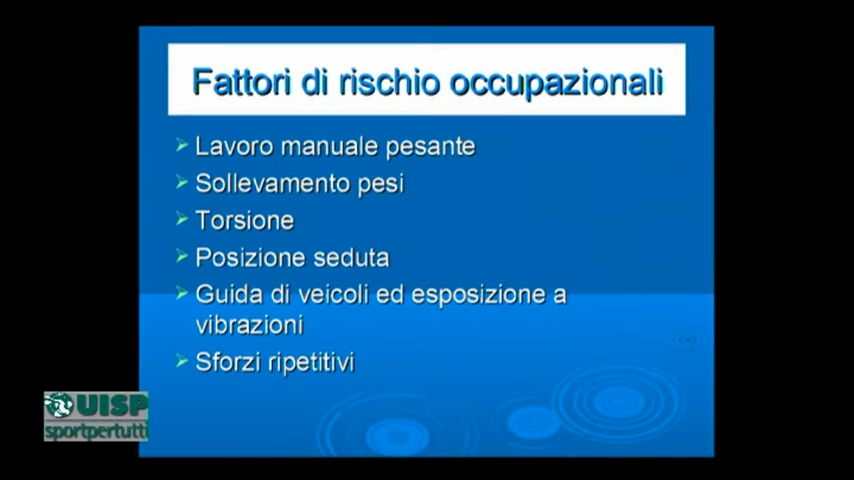 Fattori di rischio occupazionali
Lavoro manuale pesante
Sollevamento pesi
Torsione
Posizione seduta
Guida di veicoli ed esposizione a
vibrazioni
Sforzi ripetitivi
UISP
sportpertutti